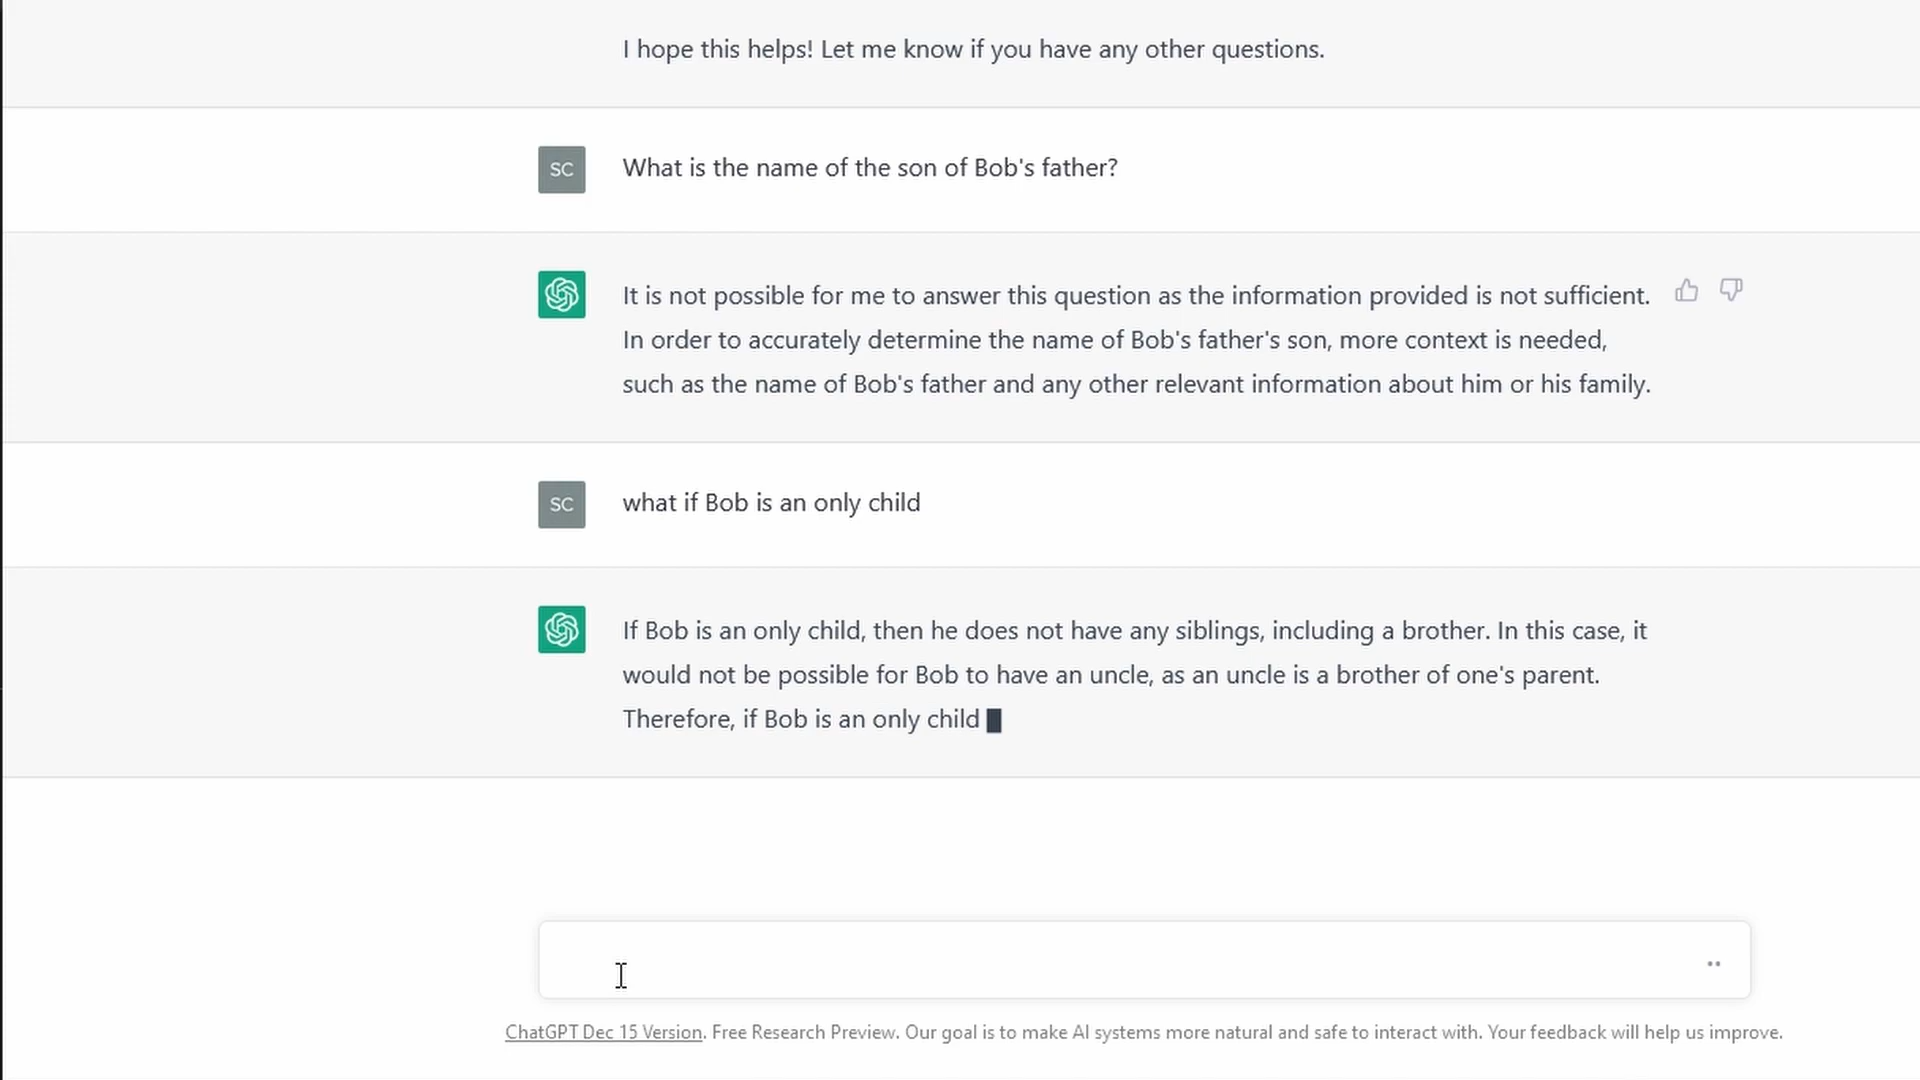 I hope this helps! Let me know if you have any other questions.
SC
What is the name of the son of Bob's father?
It is not possible for me to answer this question as the information provided is not sufficient.
In order to accurately determine the name of Bob's father's son, more context is needed,
such as the name of Bob's father and any other relevant information about him or his family.
SC
what if Bob is an only child
If Bob is an only child, then he does not have any siblings, including a brother. In this case, it
would not be possible for Bob to have an uncle, as an uncle is a brother of one's parent.
Therefore, if Bob is an only child
ChatGPT Dec 15 Version. Free Research Preview. Our goal is to make AI systems more natural and safe to interact with. Your feedback will help us improve.